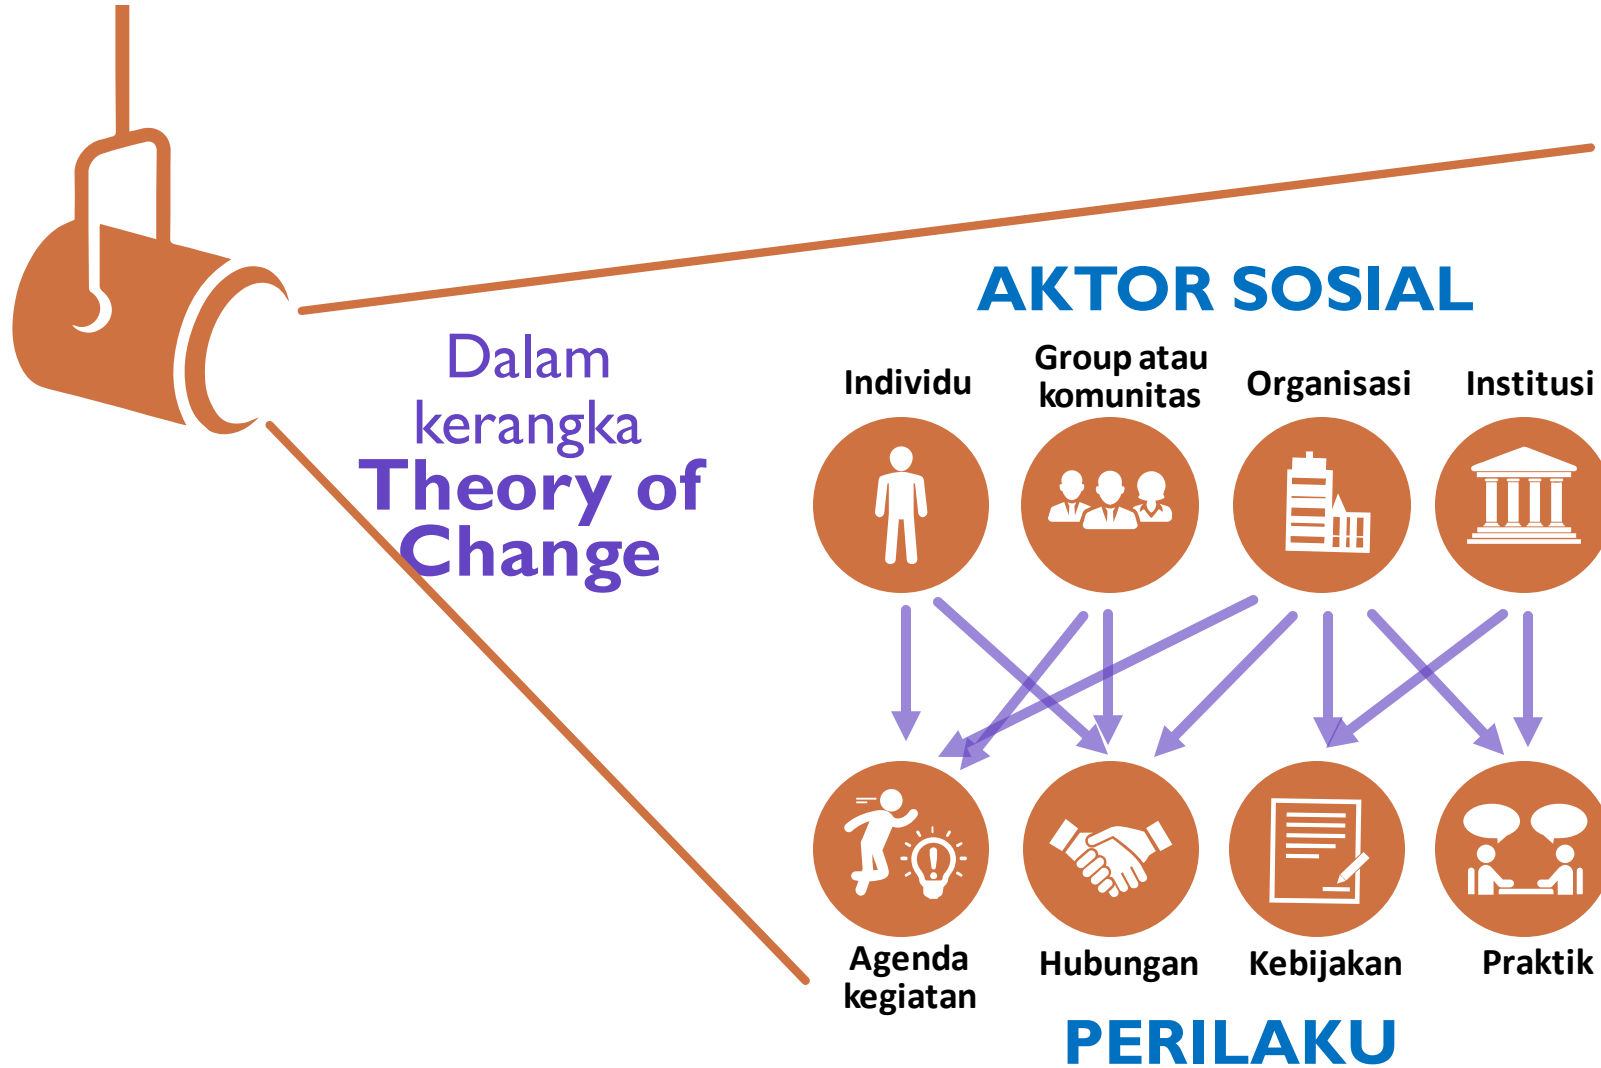 Dalam
kerangka
Theory of
Change
AKTOR SOSIAL
Individu
Group atau
komunitas
Organisasi
Institusi
Agenda
kegiatan
Hubungan
Kebijakan
Praktik
PERILAKU